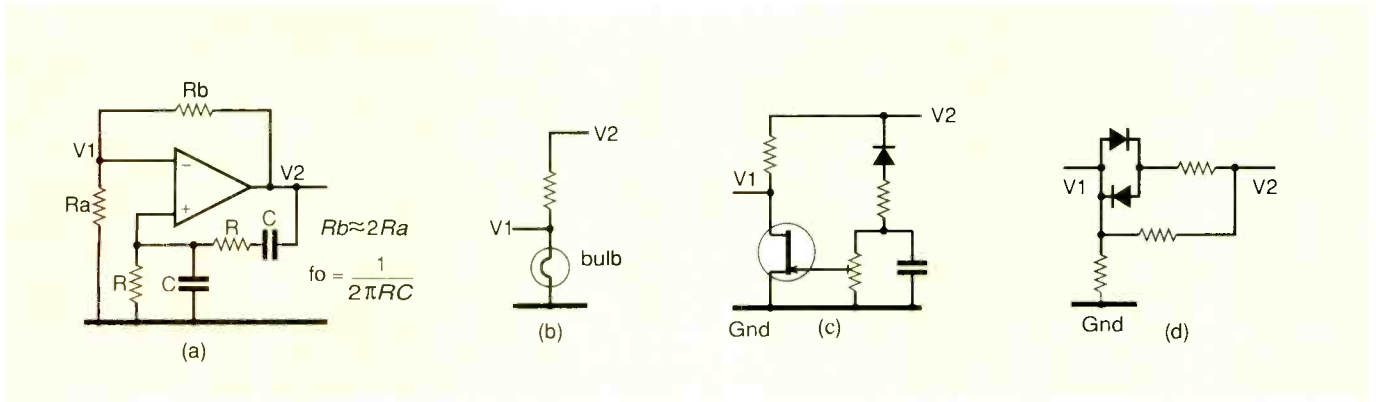 Rb
V1
V2
Ra
−
+
R
C
R
C
Rb≈2Ra
fo = 1
2πRC
(a)
V2
V1
bulb
(b)
V2
V1
Gnd
(c)
V1
V2
Gnd
(d)